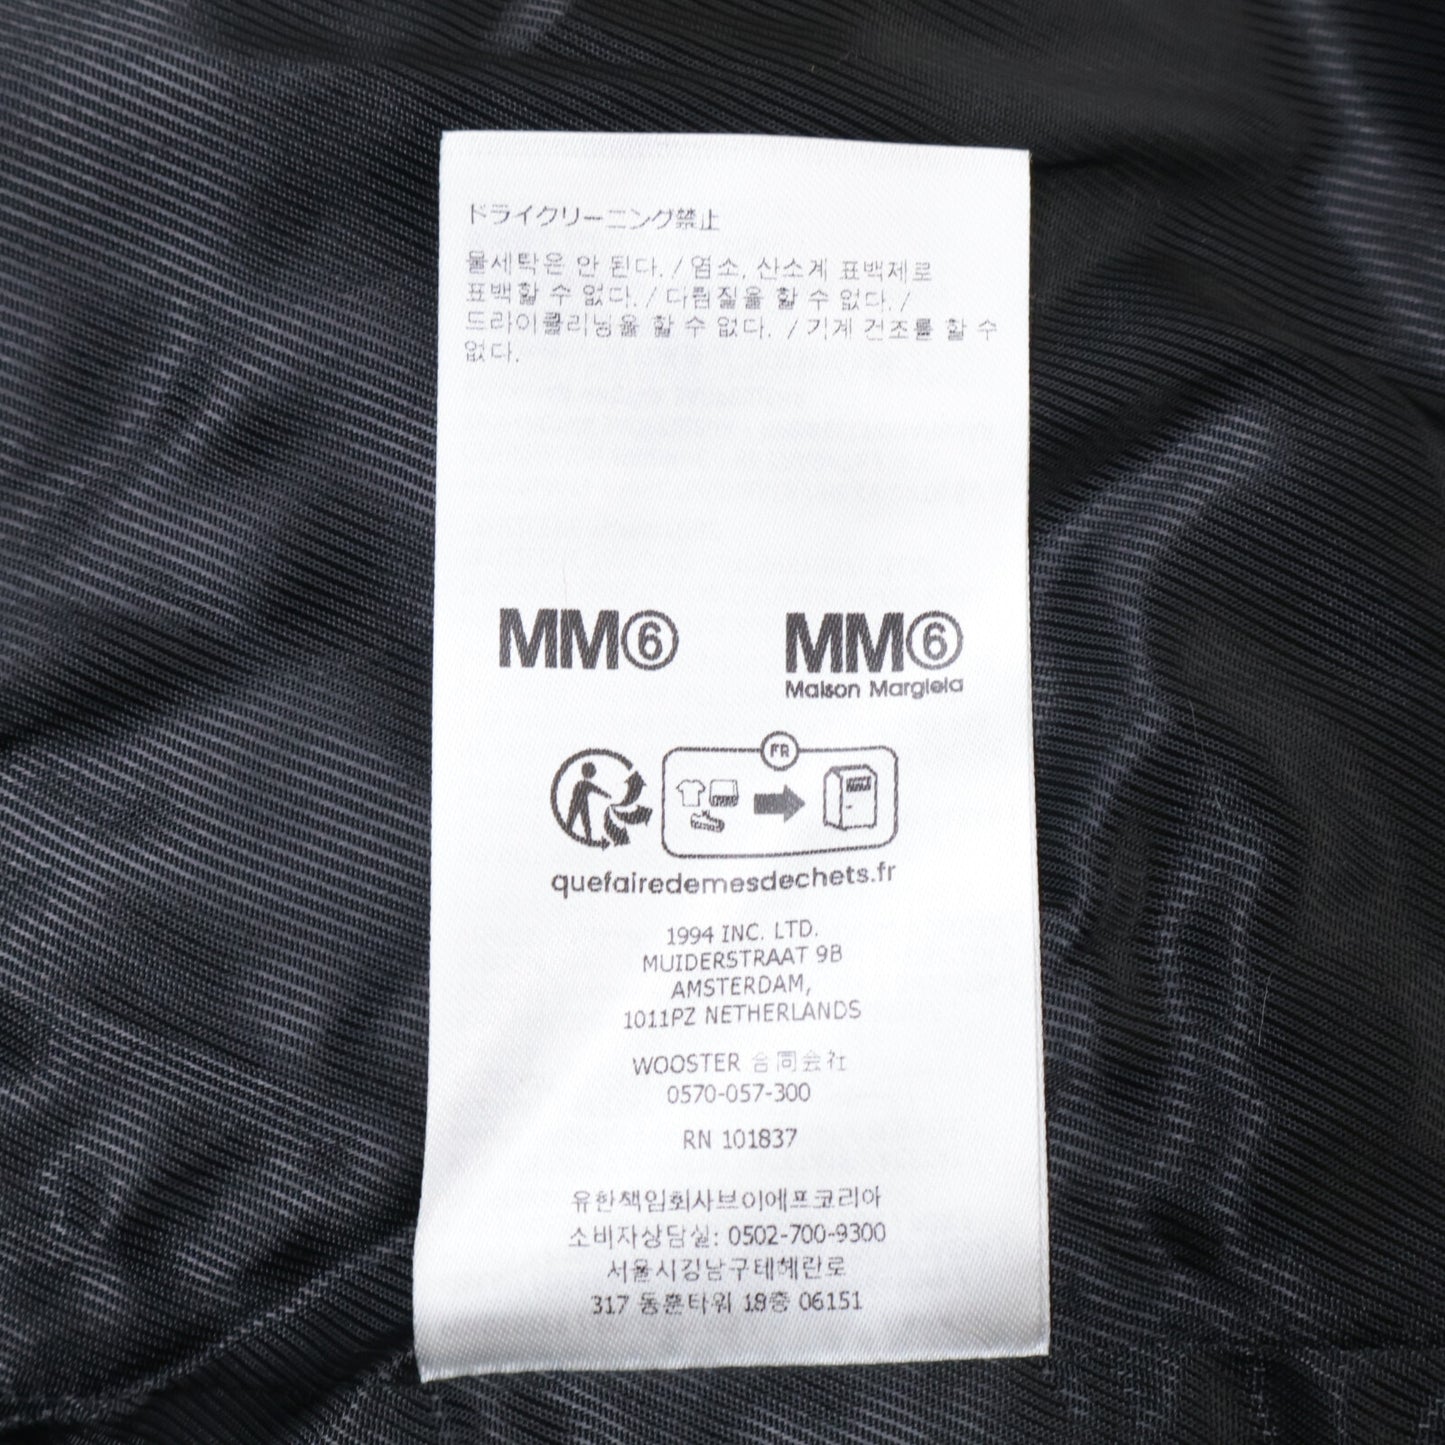 ドライクリーニング禁止
물세탁은 안 된다. / 염소, 산소계 표백제로
표백할 수 없다. / 다림질을 할 수 없다. /
드라이클리닝을 할 수 없다. / 기계 건조를 할 수
없다.
MM6 MM6
Maison Margiela
FR
quefairedemesdechets.fr
1994 INC. LTD.
MUIDERSTRAAT 9B
AMSTERDAM,
1011PZ NETHERLANDS
WOOSTER 合同会社
0570-057-300
RN 101837
유한책임회사브이에프코리아
소비자상담실: 0502-700-9300
서울시강남구테헤란로
317 동훈타워 18층 06151